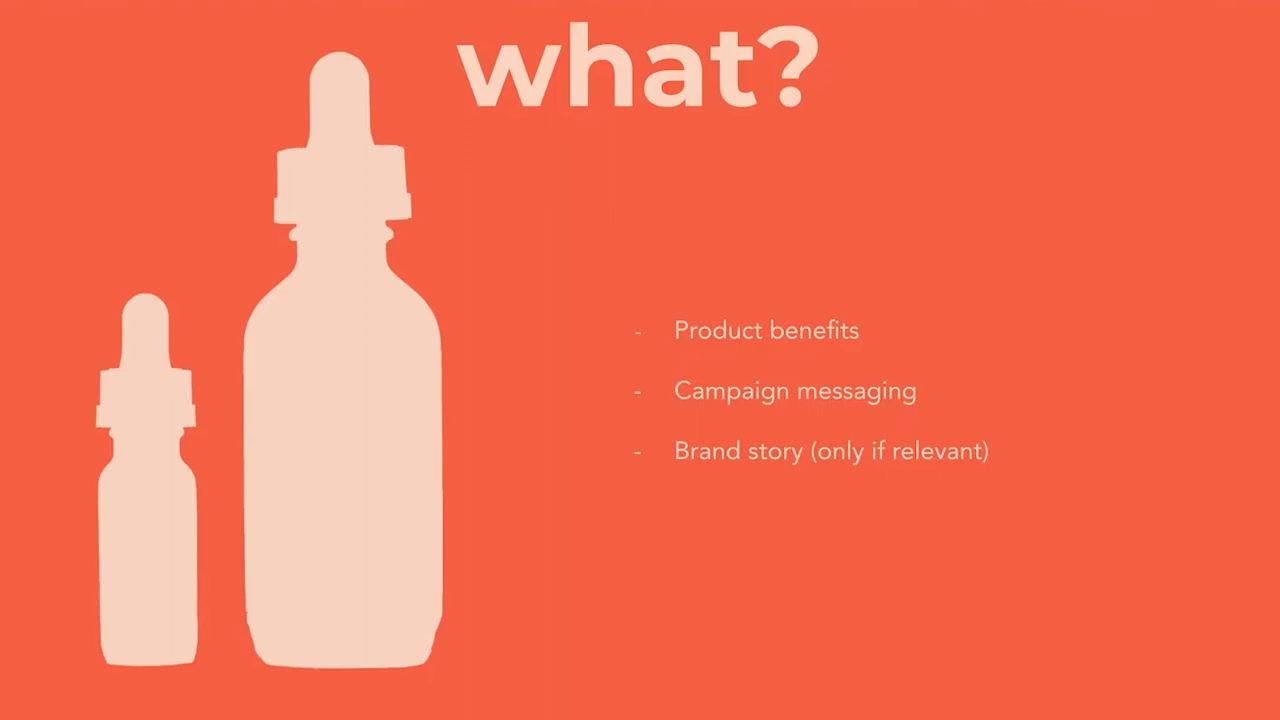 what?
- Product benefits
- Campaign messaging
- Brand story (only if relevant)